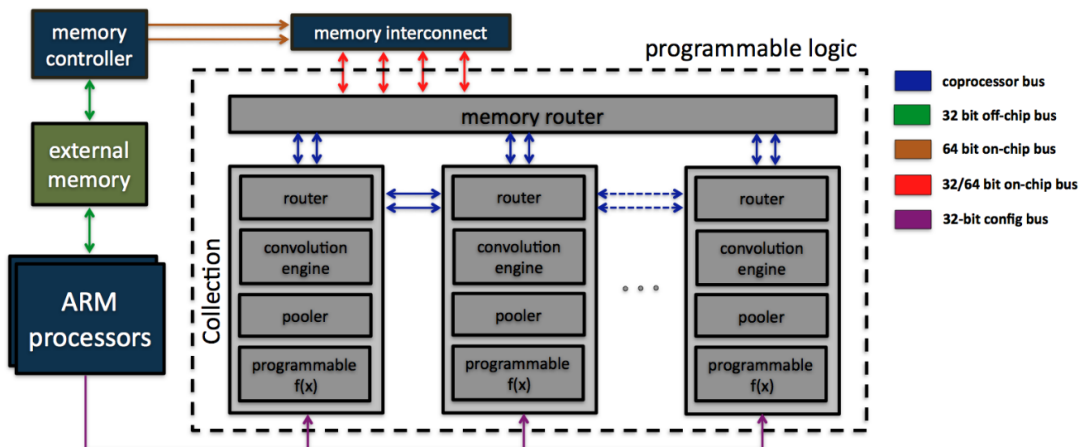 memory
controller
memory interconnect
programmable logic
memory router
external
memory
ARM
processors
Collection
router
convolution
engine
pooler
programmable
f(x)
router
convolution
engine
pooler
programmable
f(x)
...
router
convolution
engine
pooler
programmable
f(x)
coprocessor bus
32 bit off-chip bus
64 bit on-chip bus
32/64 bit on-chip bus
32-bit config bus